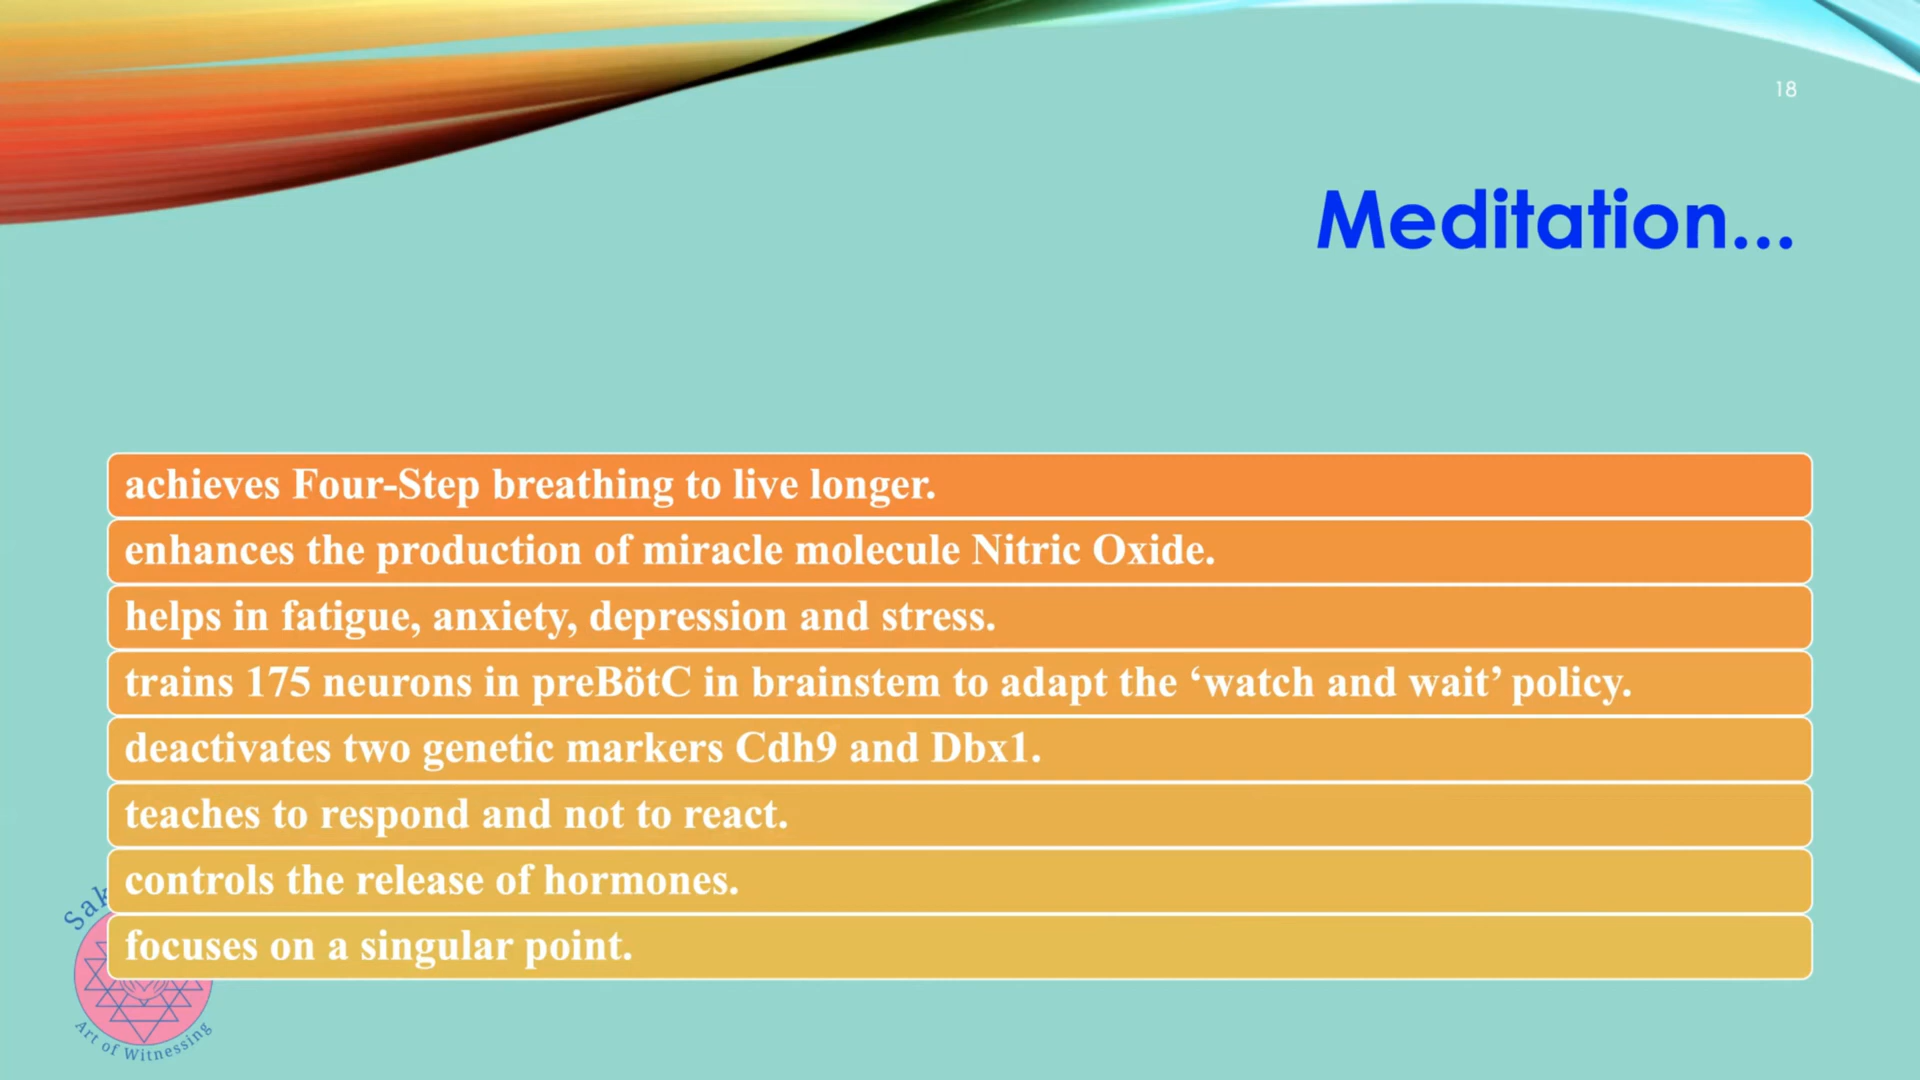 18
Meditation...
achieves Four-Step breathing to live longer.
enhances the production of miracle molecule Nitric Oxide.
helps in fatigue, anxiety, depression and stress.
trains 175 neurons in preBötC in brainstem to adapt the ‘watch and wait’ policy.
deactivates two genetic markers Cdh9 and Dbx1.
teaches to respond and not to react.
controls the release of hormones.
focuses on a singular point.
Art of Witnessing